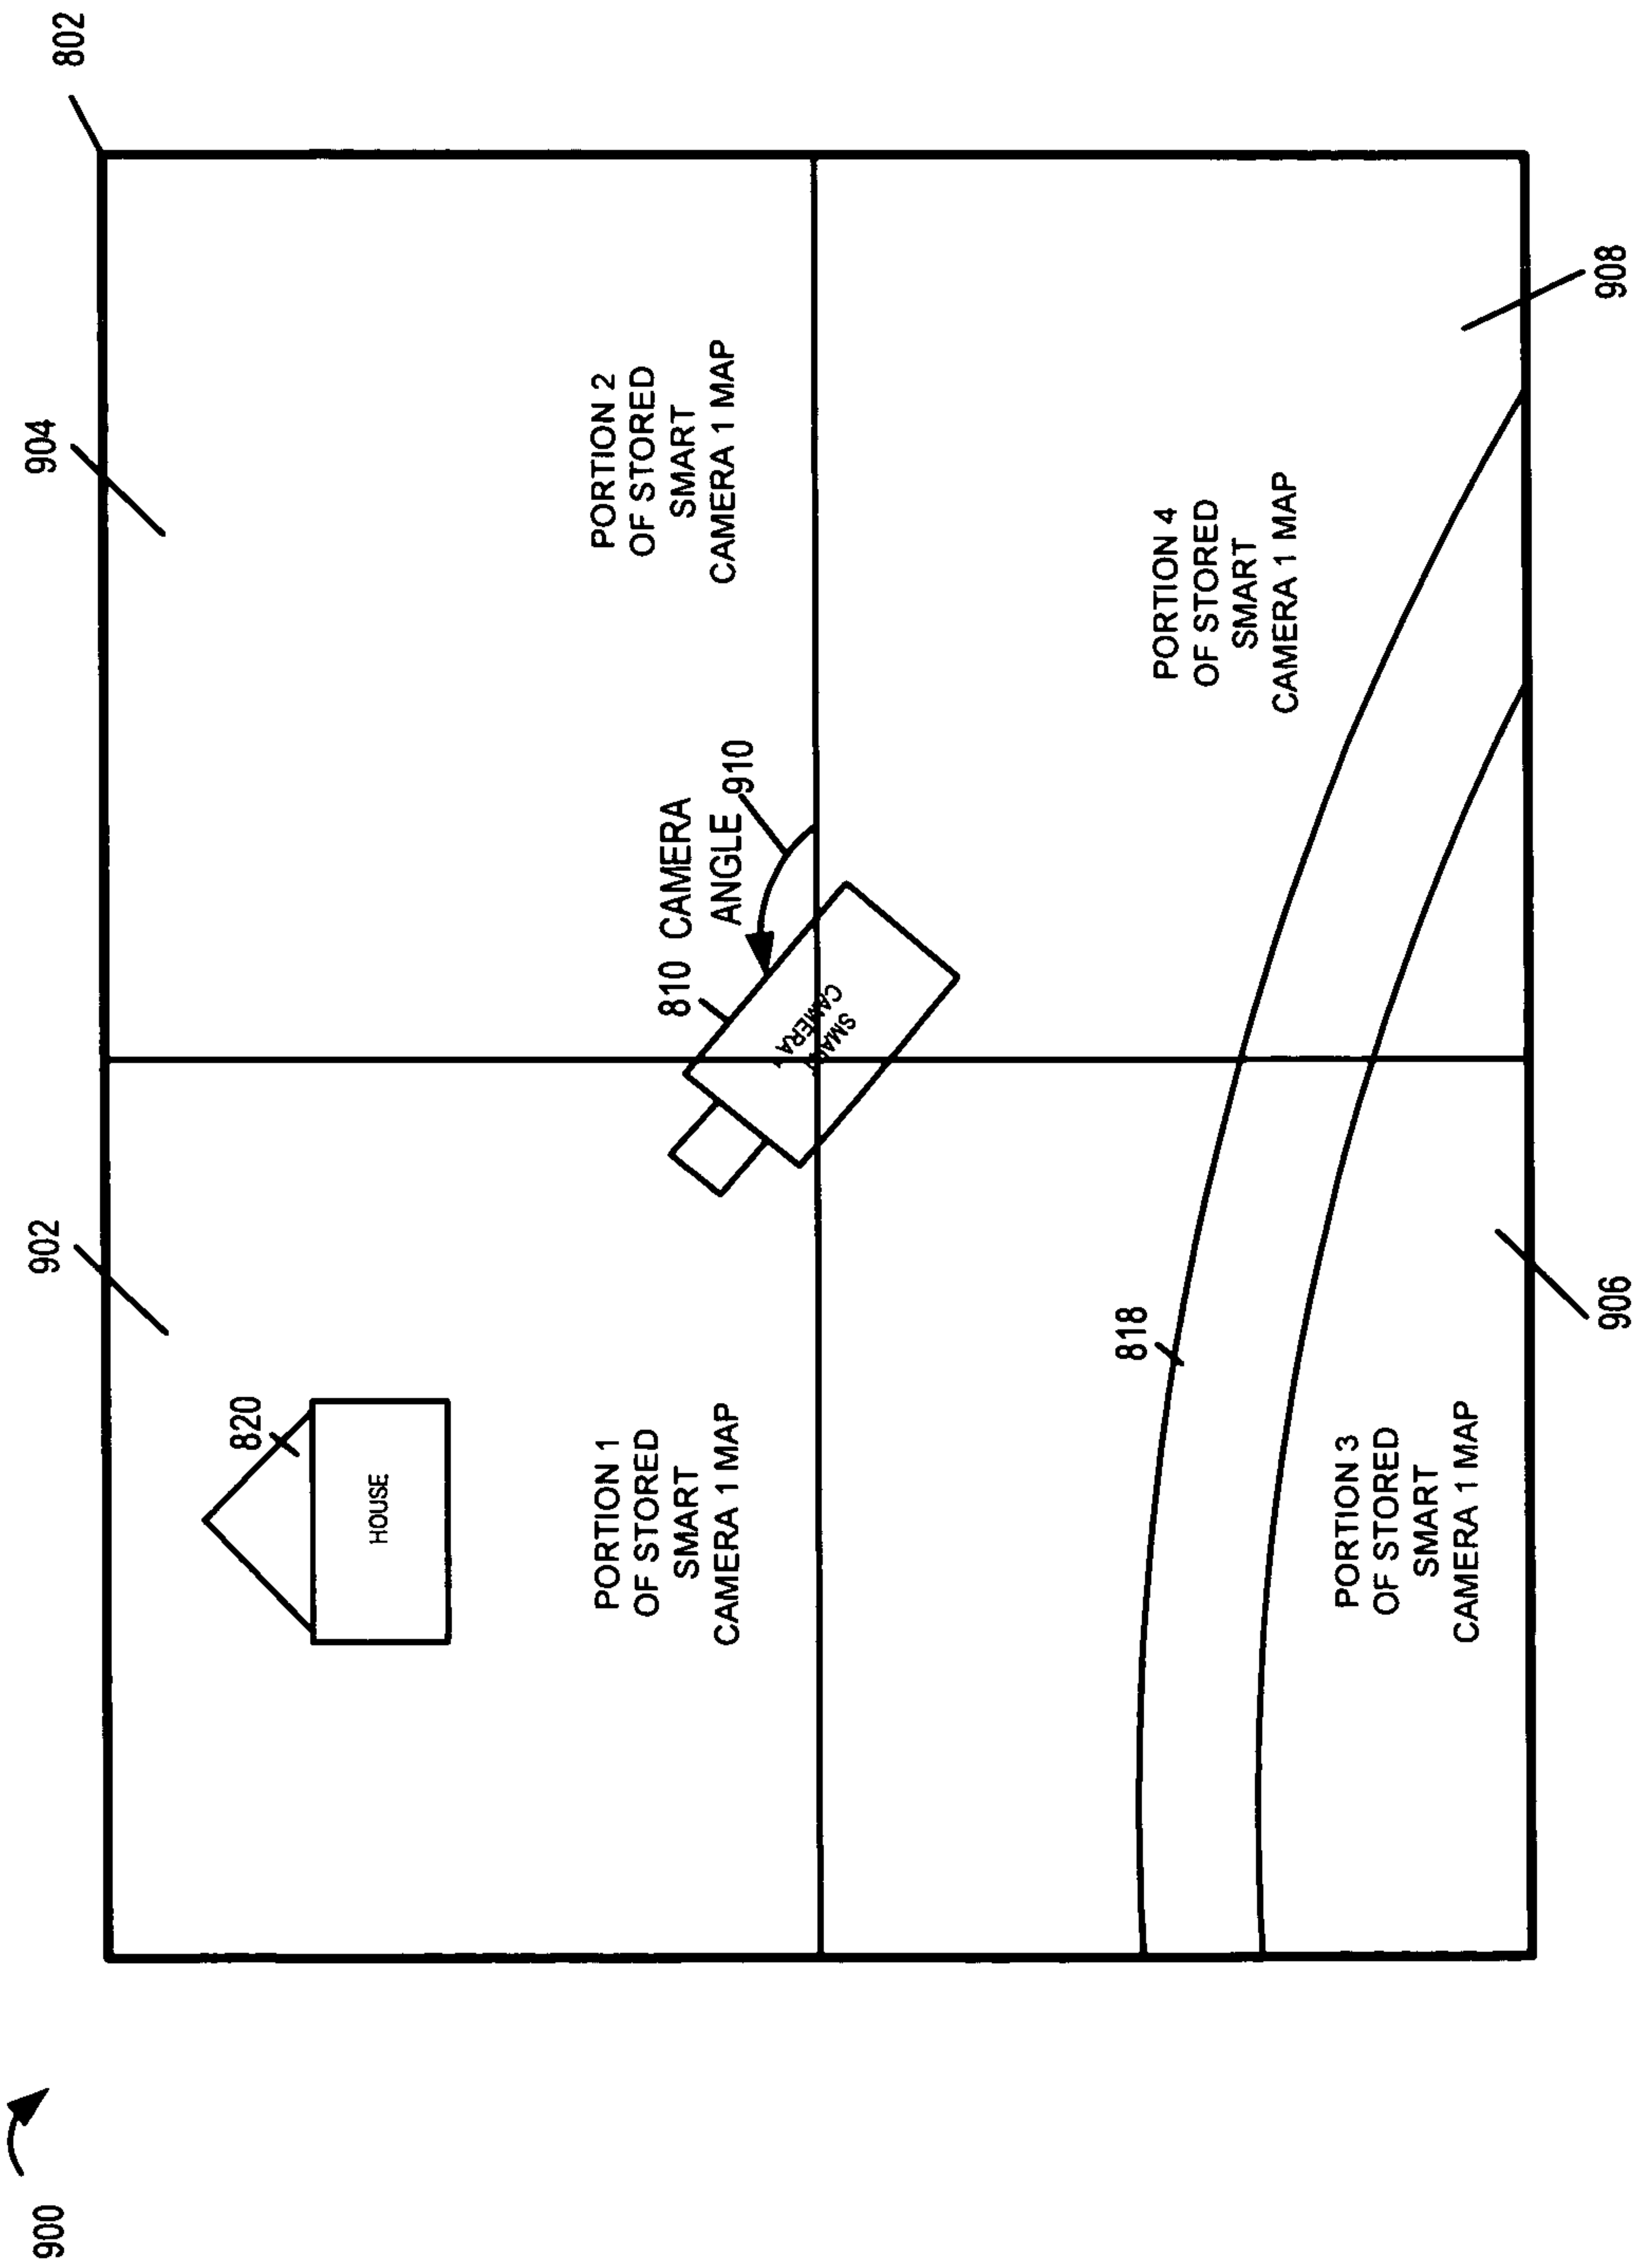 900
902
904
802
820
HOUSE
PORTION 1
OF STORED
SMART
CAMERA 1 MAP
PORTION 2
OF STORED
SMART
CAMERA 1 MAP
810
CAMERA
ANGLE 910
CAMERA
818
PORTION 3
OF STORED
SMART
CAMERA 1 MAP
PORTION 4
OF STORED
SMART
CAMERA 1 MAP
906
908